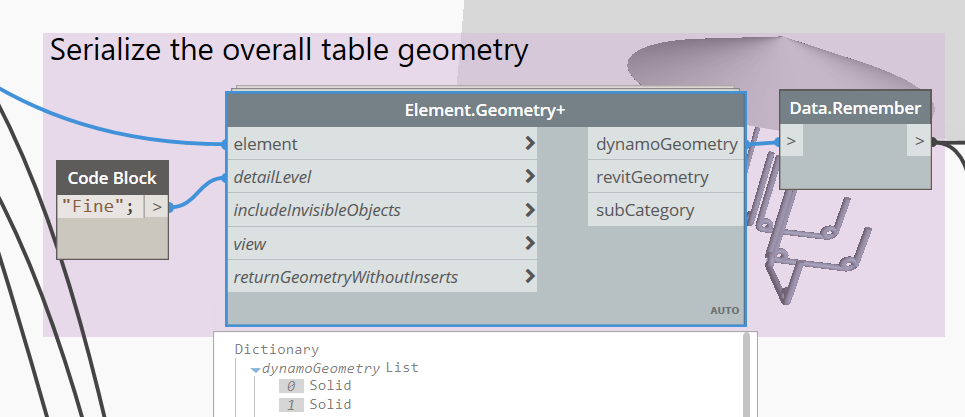 Serialize the overall table geometry
Element.Geometry+
Data.Remember
element > dynamoGeometry
> >
Code Block
detailLevel > revitGeometry
"Fine"; >
includeInvisibleObjects > subCategory
view >
returnGeometryWithoutInserts >
AUTO
Dictionary
dynamoGeometry List
0 Solid
1 Solid